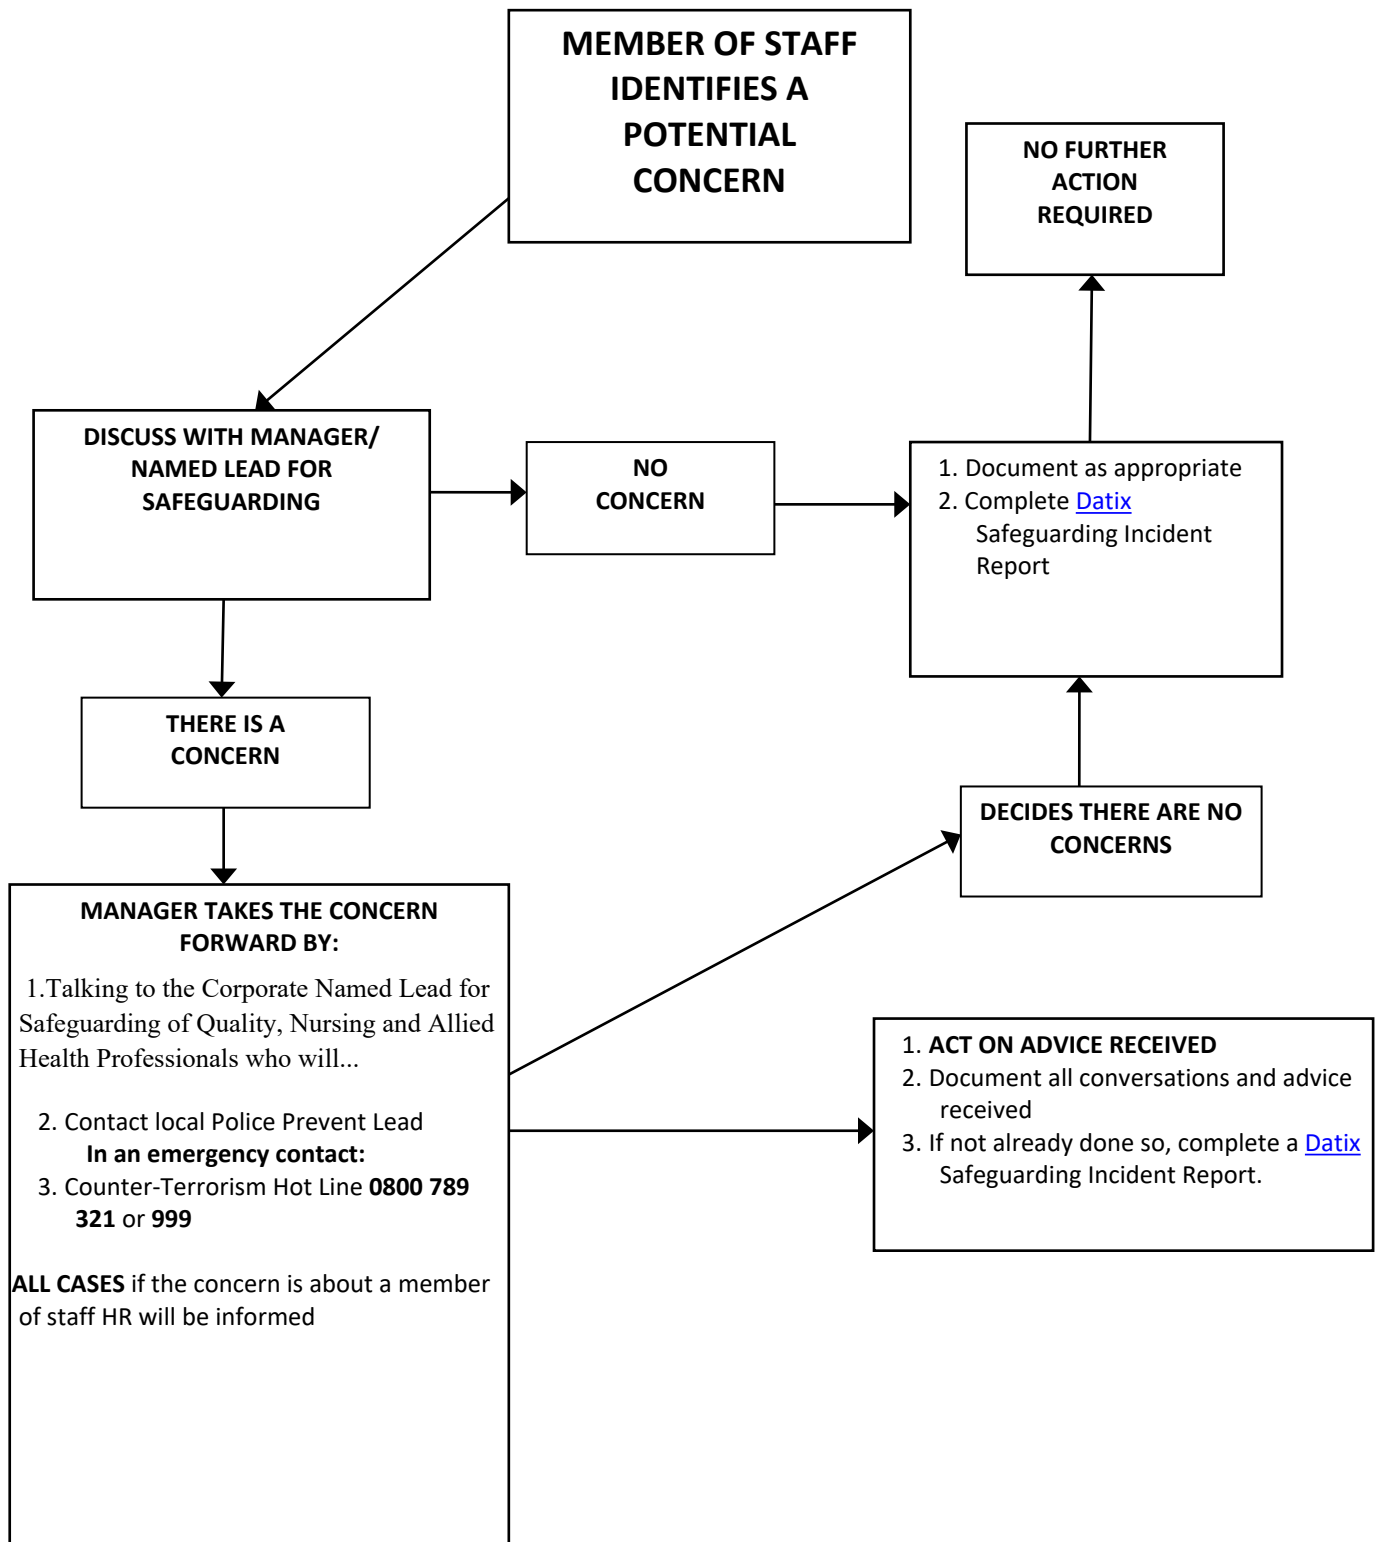 MEMBER OF STAFF
IDENTIFIES A
POTENTIAL
CONCERN
NO FURTHER
ACTION
REQUIRED
DISCUSS WITH MANAGER/
NAMED LEAD FOR
SAFEGUARDING
NO
CONCERN
1. Document as appropriate
2. Complete Datix
Safeguarding Incident
Report
THERE IS A
CONCERN
DECIDES THERE ARE NO
CONCERNS
MANAGER TAKES THE CONCERN
FORWARD BY:
1.Talking to the Corporate Named Lead for
Safeguarding of Quality, Nursing and Allied
Health Professionals who will...
2. Contact local Police Prevent Lead
In an emergency contact:
3. Counter-Terrorism Hot Line 0800 789
321 or 999
ALL CASES if the concern is about a member
of staff HR will be informed
1. ACT ON ADVICE RECEIVED
2. Document all conversations and advice
received
3. If not already done so, complete a Datix
Safeguarding Incident Report.